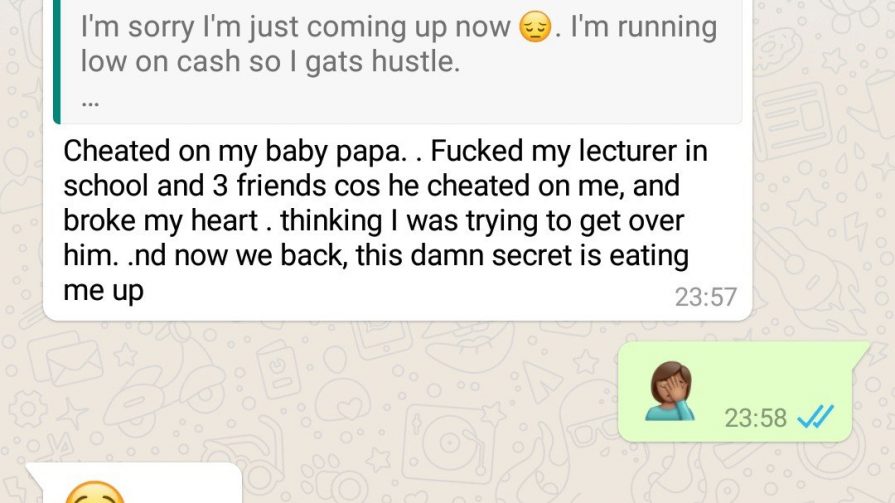 I'm sorry I'm just coming up now 😔. I'm running
low on cash so I gats hustle.
...
Cheated on my baby papa. . Fucked my lecturer in
school and 3 friends cos he cheated on me, and
broke my heart . thinking I was trying to get over
him. .nd now we back, this damn secret is eating
me up
23:57
🤦🏽‍♀️ 23:58